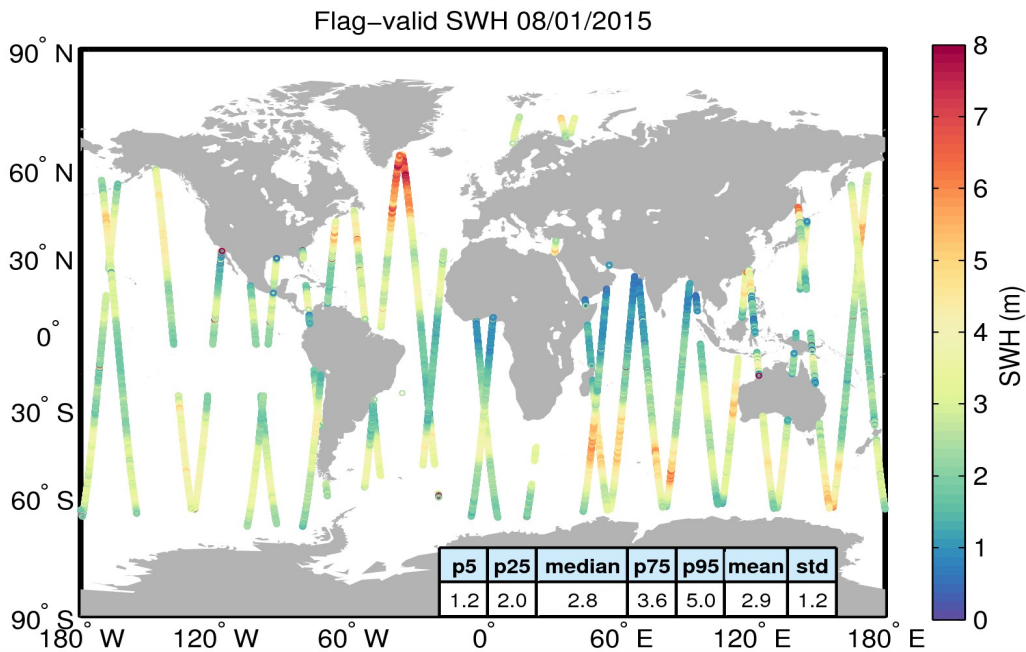 Flag−valid SWH 08/01/2015
90° N
60° N
30° N
0°
30° S
60° S
90° S
180° W 120° W 60° W 0° 60° E 120° E 180° E
p5 p25 median p75 p95 mean std
1.2 2.0 2.8 3.6 5.0 2.9 1.2
8
7
6
5
4
3
2
1
0
SWH (m)